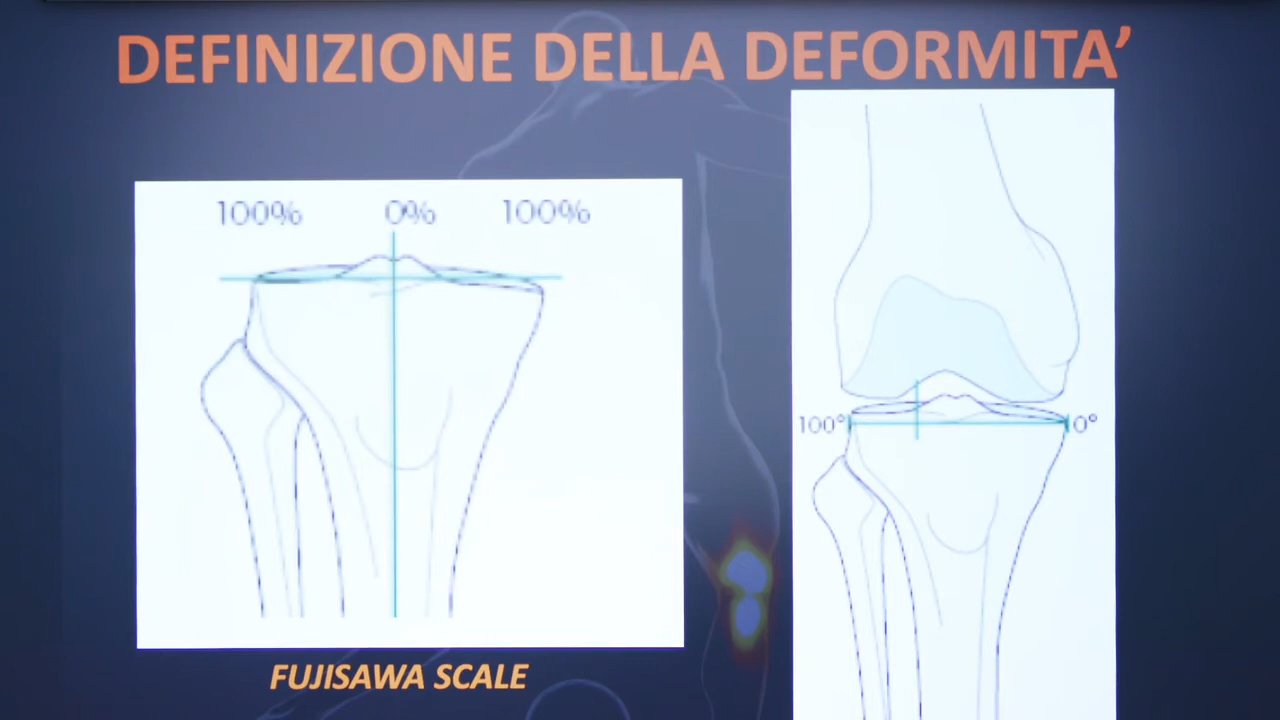 DEFINIZIONE DELLA DEFORMITA’
100% 0% 100%
100° 0°
FUJISAWA SCALE